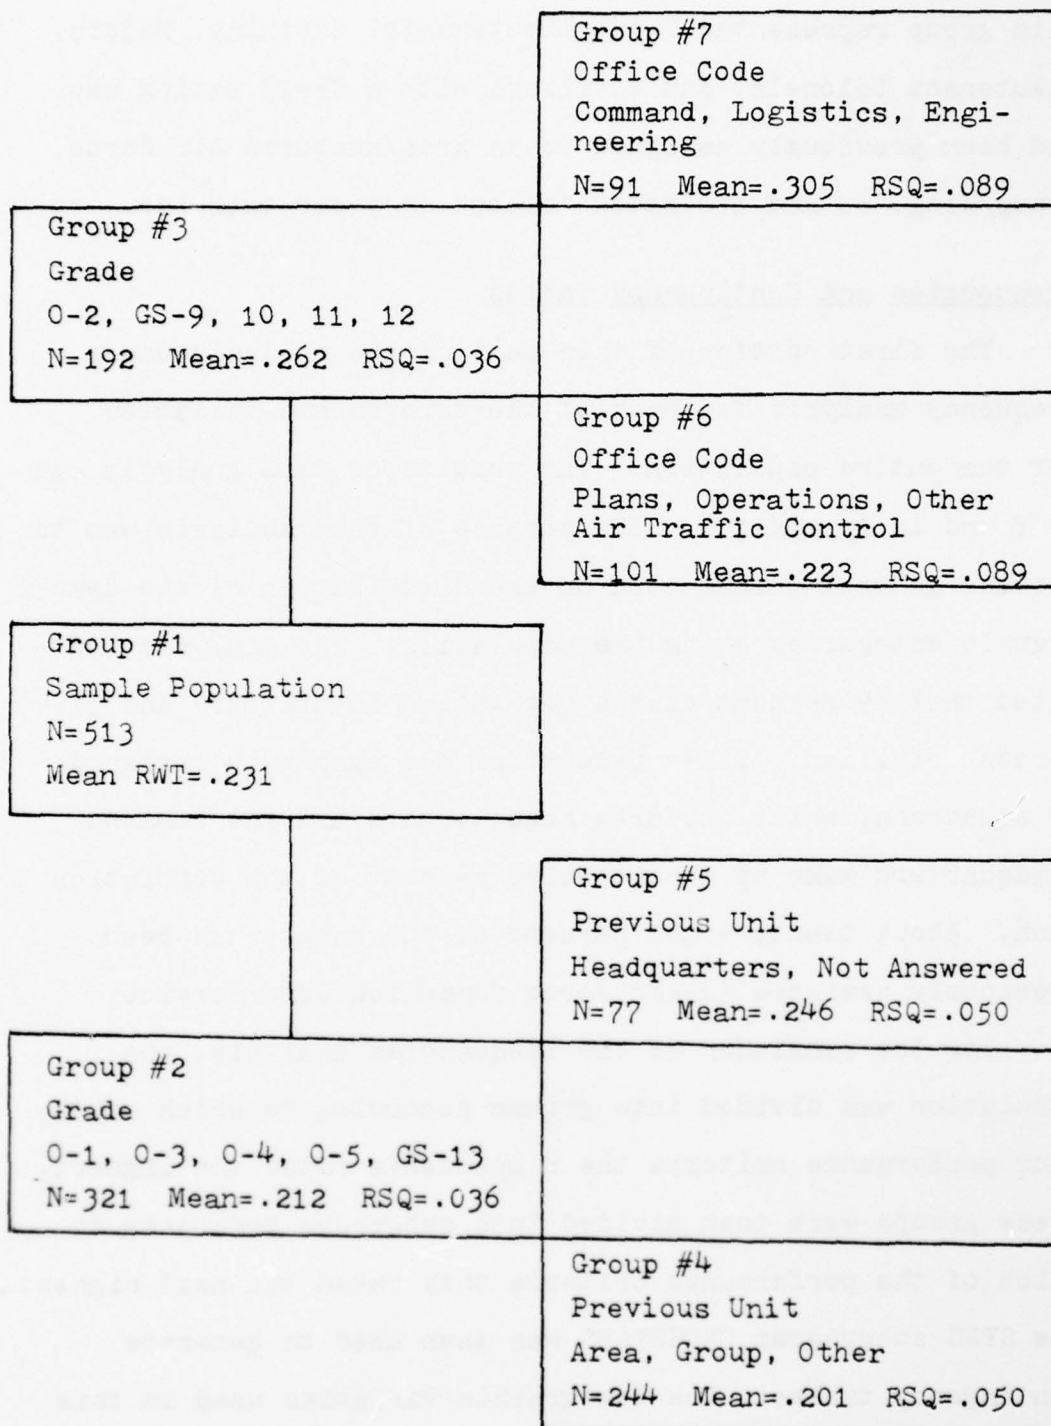 Group #7
Office Code
Command, Logistics, Engi-
neering
N=91 Mean=.305 RSQ=.089
Group #3
Grade
O-2, GS-9, 10, 11, 12
N=192 Mean=.262 RSQ=.036
Group #6
Office Code
Plans, Operations, Other
Air Traffic Control
N=101 Mean=.223 RSQ=.089
Group #1
Sample Population
N=513
Mean RWT=.231
Group #5
Previous Unit
Headquarters, Not Answered
N=77 Mean=.246 RSQ=.050
Group #2
Grade
O-1, O-3, O-4, O-5, GS-13
N=321 Mean=.212 RSQ=.036
Group #4
Previous Unit
Area, Group, Other
N=244 Mean=.201 RSQ=.050